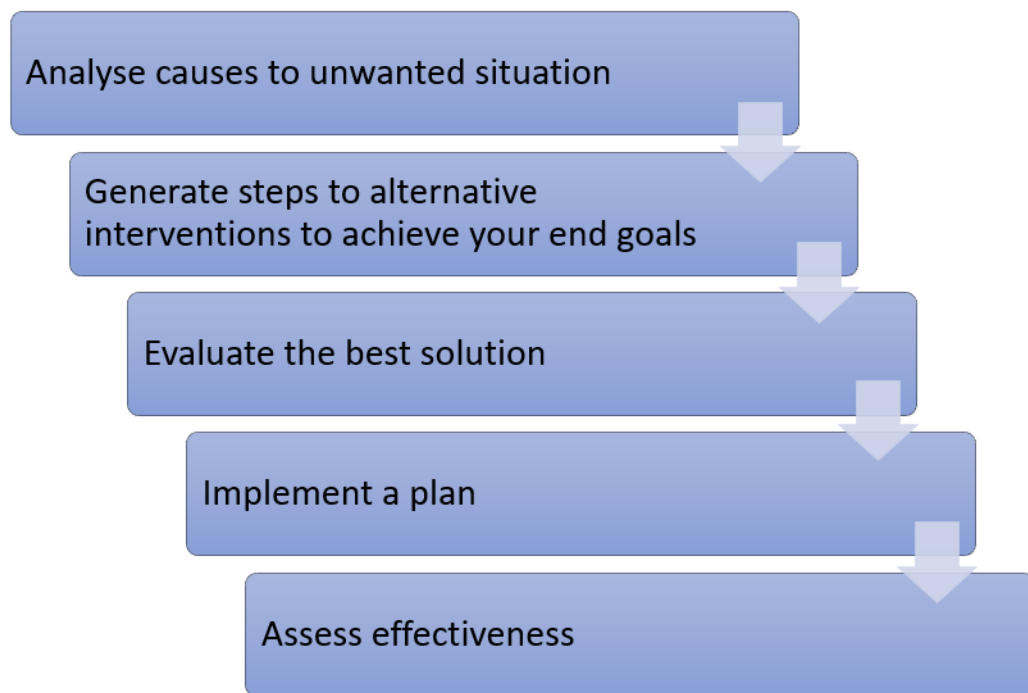 Analyse causes to unwanted situation
Generate steps to alternative
interventions to achieve your end goals
Evaluate the best solution
Implement a plan
Assess effectiveness